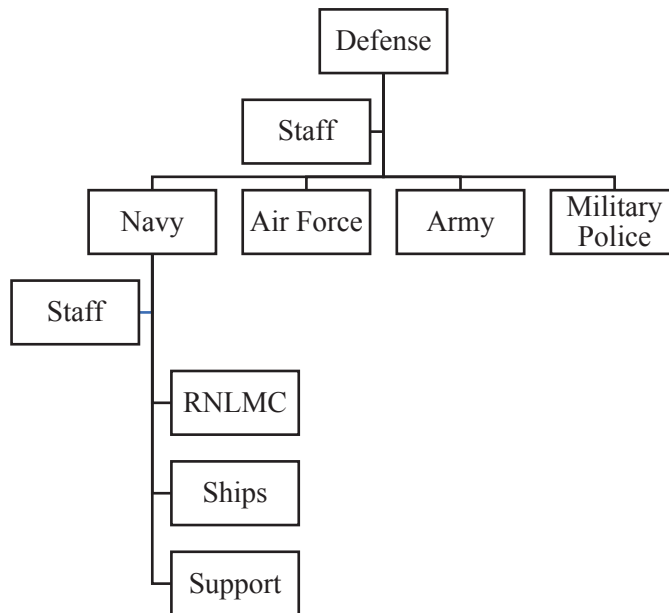 Defense
Staff
Navy
Air Force
Army
Military
Police
Staff
RNLMC
Ships
Support